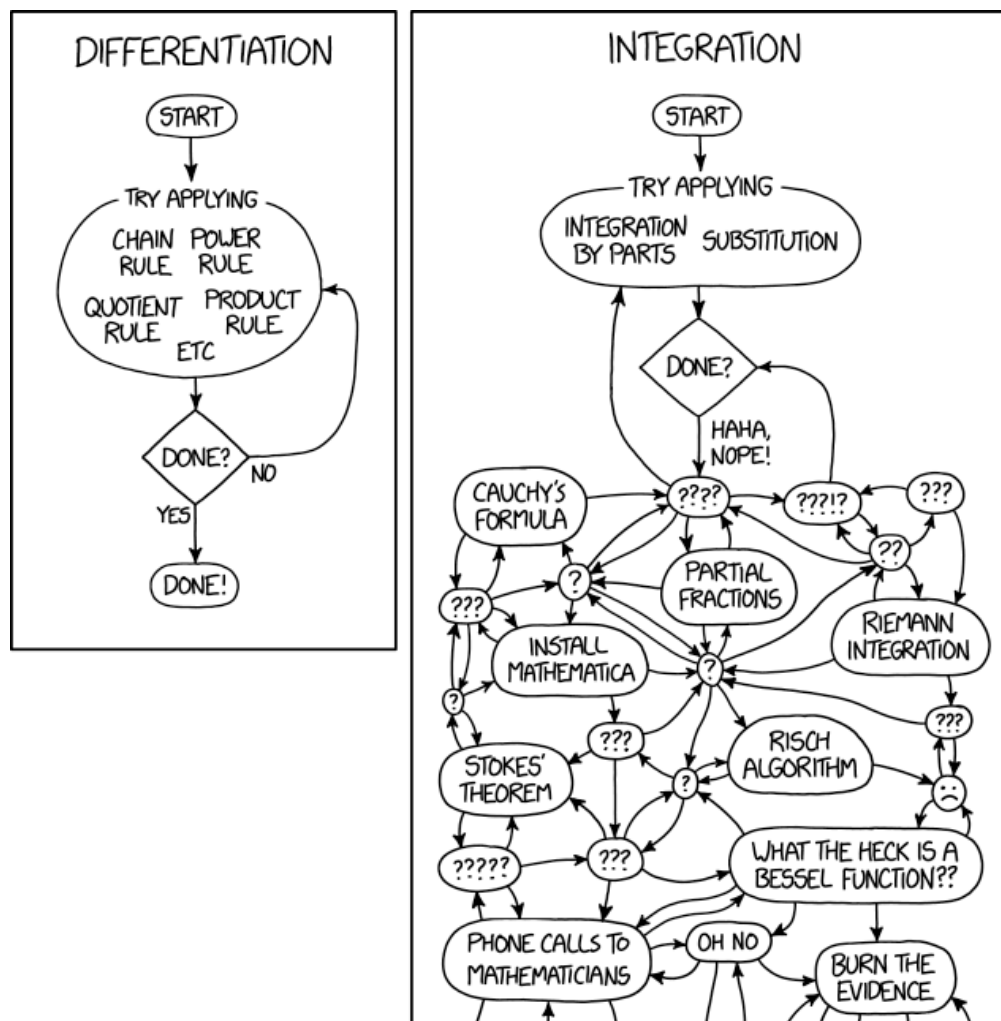 DIFFERENTIATION
START
TRY APPLYING
CHAIN
RULE
POWER
RULE
QUOTIENT
RULE
PRODUCT
RULE
ETC
DONE?
NO
YES
DONE!
INTEGRATION
START
TRY APPLYING
INTEGRATION
BY PARTS
SUBSTITUTION
DONE?
HAHA,
NOPE!
CAUCHY'S
FORMULA
????
???!?
???
??
?
PARTIAL
FRACTIONS
???
RIEMANN
INTEGRATION
INSTALL
MATHEMATICA
?
?
???
???
RISCH
ALGORITHM
STOKES'
THEOREM
?
?????
???
WHAT THE HECK IS A
BESSEL FUNCTION??
PHONE CALLS TO
MATHEMATICIANS
OH NO
BURN THE
EVIDENCE